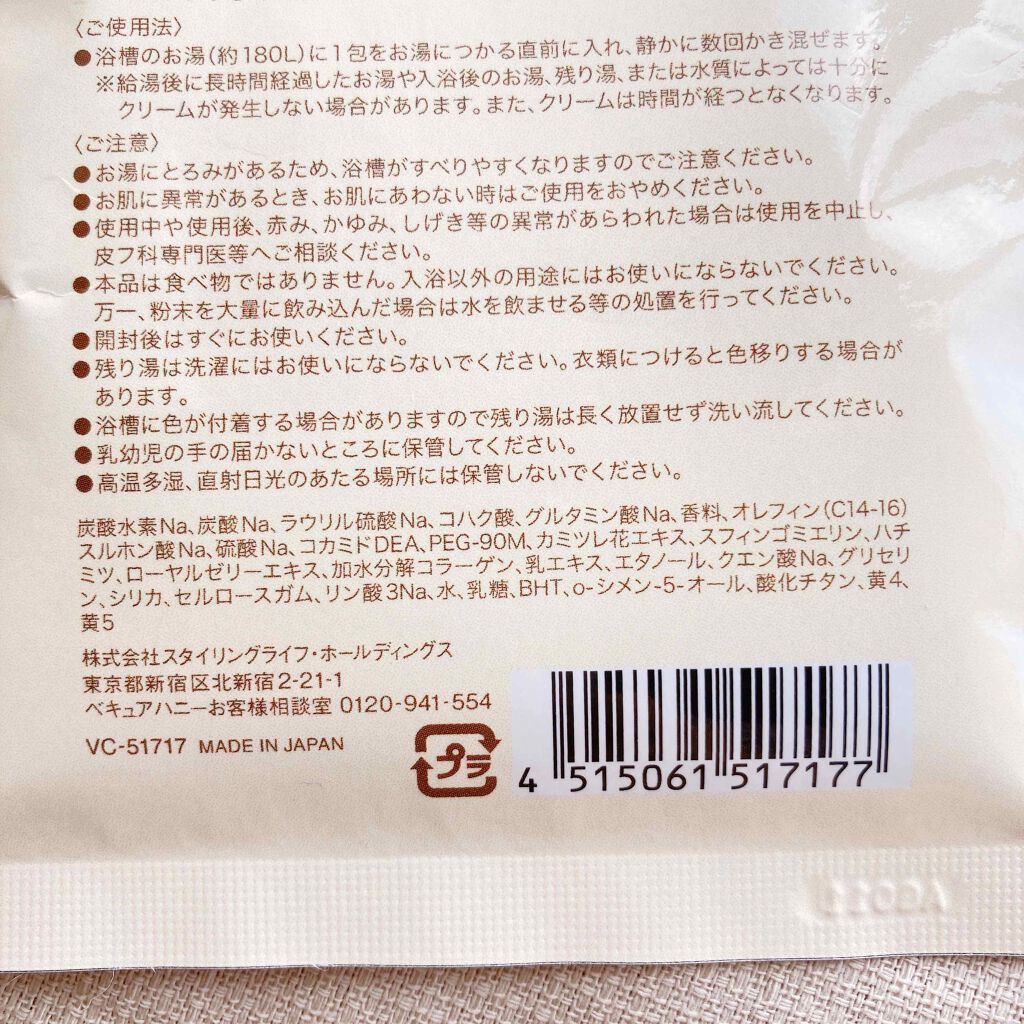 〈ご使用法〉
●浴槽のお湯(約180L)に1包をお湯につかる直前に入れ、静かに数回かき混ぜます。
※給湯後に長時間経過したお湯や入浴後のお湯、残り湯、または水質によっては十分に
クリームが発生しない場合があります。また、クリームは時間が経つとなくなります。
〈ご注意〉
●お湯にとろみがあるため、浴槽がすべりやすくなりますのでご注意ください。
●お肌に異常があるとき、お肌にあわない時はご使用をおやめください。
●使用中や使用後、赤み、かゆみ、しげき等の異常があらわれた場合は使用を中止し、
皮フ科専門医等へご相談ください。
●本品は食べ物ではありません。入浴以外の用途にはお使いにならないでください。
万一、粉末を大量に飲み込んだ場合は水を飲ませる等の処置を行ってください。
●開封後はすぐにお使いください。
●残り湯は洗濯にはお使いにならないでください。衣類につけると色移りする場合が
あります。
●浴槽に色が付着する場合がありますので残り湯は長く放置せず洗い流してください。
●乳幼児の手の届かないところに保管してください。
●高温多湿、直射日光のあたる場所には保管しないでください。
炭酸水素Na、炭酸Na、ラウリル硫酸Na、コハク酸、グルタミン酸Na、香料、オレフィン(C14-16)
スルホン酸Na、硫酸Na、コカミドDEA、PEG-90M、カミツレ花エキス、スフィンゴミエリン、ハチ
ミツ、ローヤルゼリーエキス、加水分解コラーゲン、乳エキス、エタノール、クエン酸Na、グリセリ
ン、シリカ、セルロースガム、リン酸3Na、水、乳糖、BHT、o-シメン-5-オール、酸化チタン、黄4、
黄5
株式会社スタイリングライフ・ホールディングス
東京都新宿区北新宿2-21-1
ベキュアハニーお客様相談室 0120-941-554
VC-51717 MADE IN JAPAN
プラ
4 515061 517177